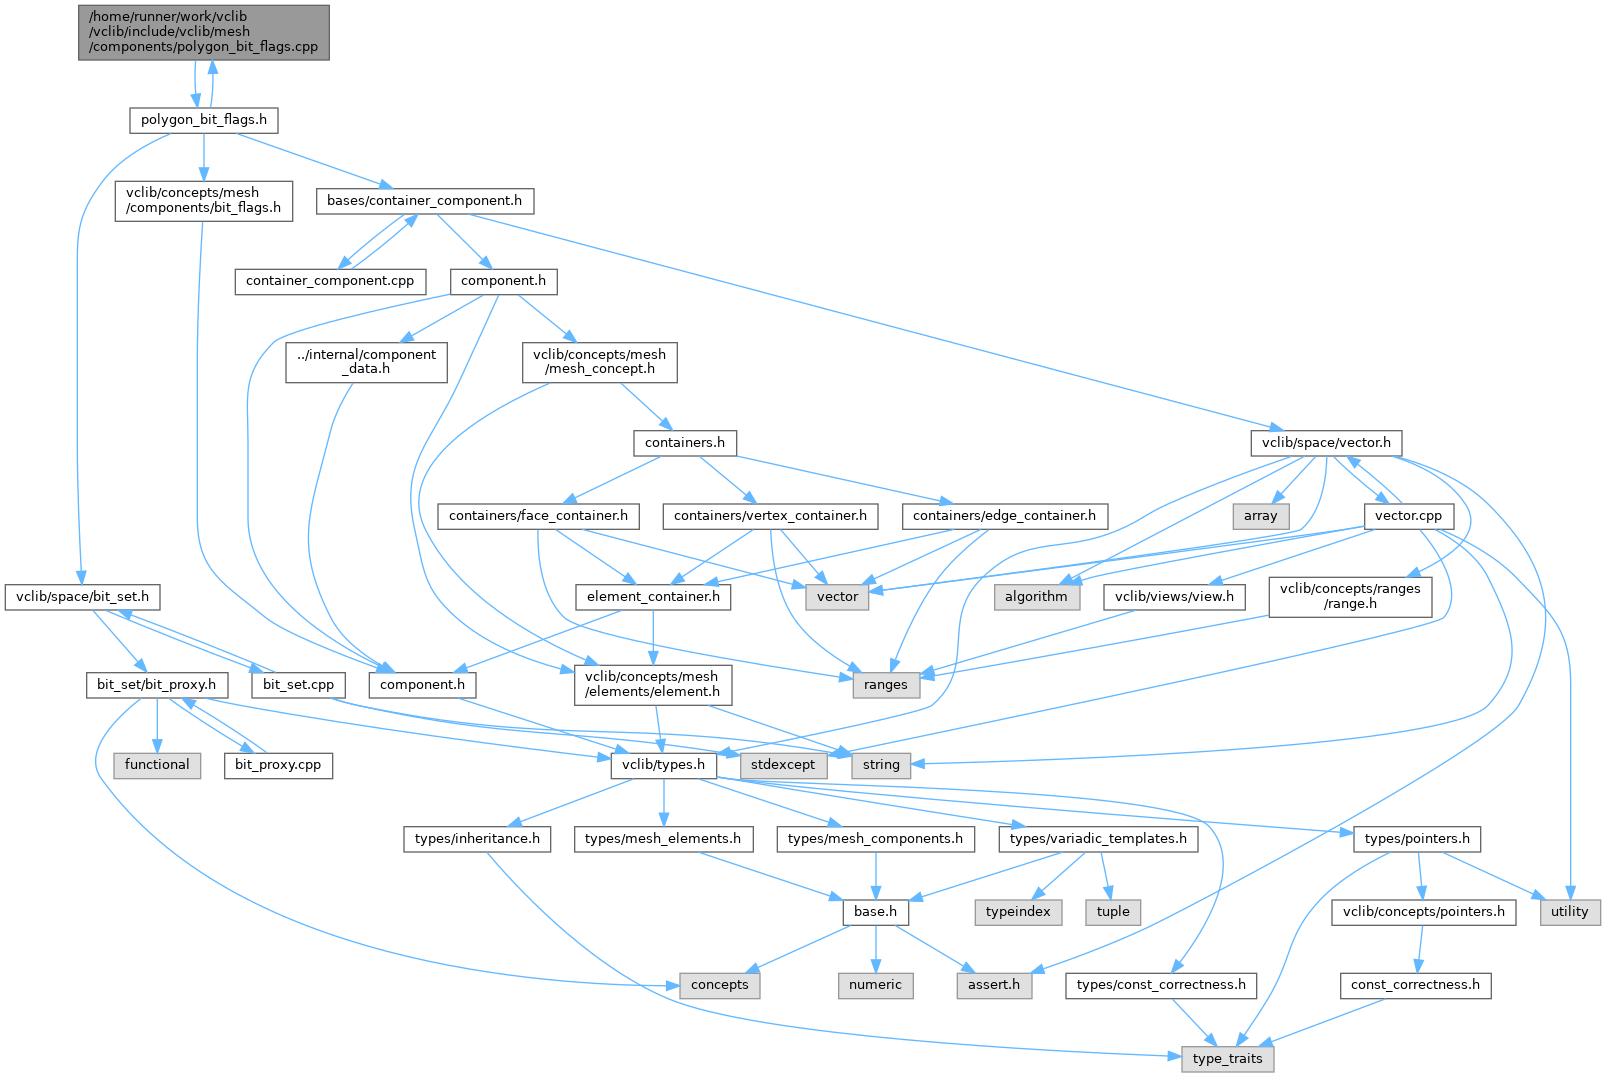 /home/runner/work/vclib
/vclib/include/vclib/mesh
/components/polygon_bit_flags.cpp
polygon_bit_flags.h
vclib/concepts/mesh
/components/bit_flags.h
bases/container_component.h
container_component.cpp
component.h
../internal/component
_data.h
vclib/concepts/mesh
/mesh_concept.h
containers.h
vclib/space/vector.h
containers/face_container.h
containers/vertex_container.h
containers/edge_container.h
array
vector.cpp
vclib/space/bit_set.h
element_container.h
vector
algorithm
vclib/views/view.h
vclib/concepts/ranges
/range.h
bit_set/bit_proxy.h
bit_set.cpp
component.h
vclib/concepts/mesh
/elements/element.h
ranges
functional
bit_proxy.cpp
vclib/types.h
stdexcept
string
types/inheritance.h
types/mesh_elements.h
types/mesh_components.h
types/variadic_templates.h
types/pointers.h
base.h
typeindex
tuple
vclib/concepts/pointers.h
utility
concepts
numeric
assert.h
types/const_correctness.h
const_correctness.h
type_traits